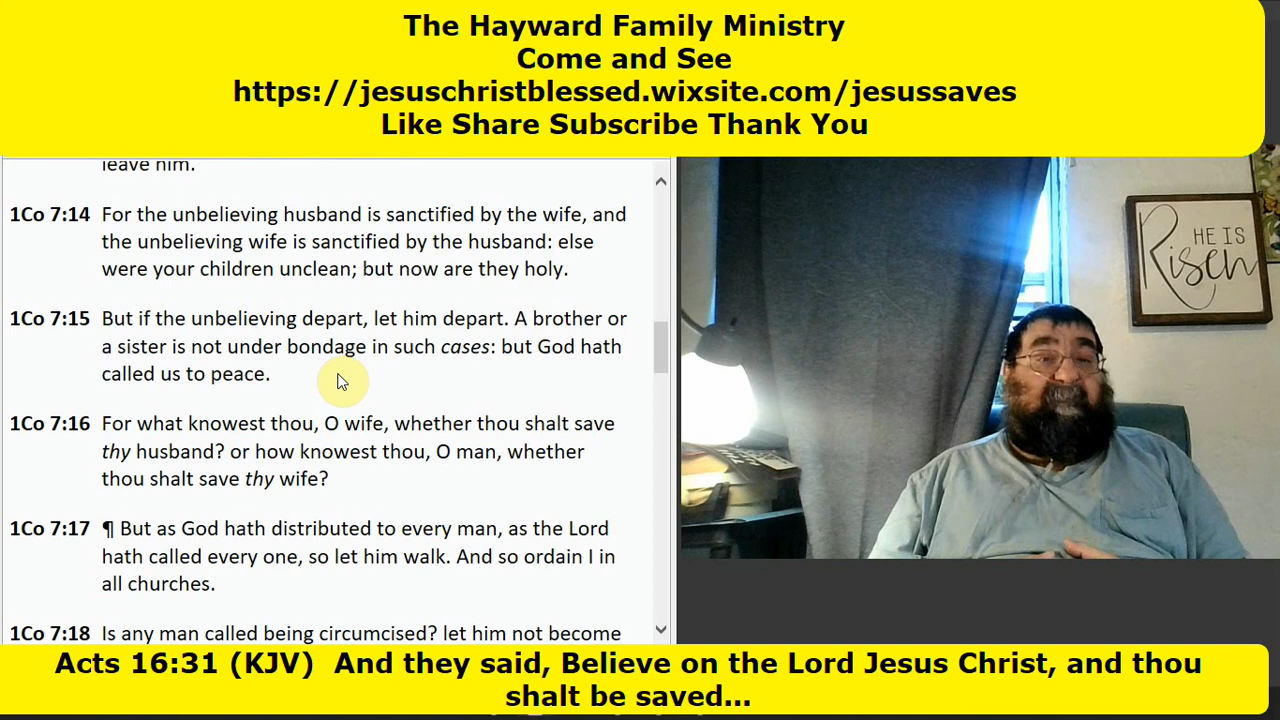 The Hayward Family Ministry
Come and See
https://jesuschristblessed.wixsite.com/jesussaves
Like Share Subscribe Thank You
leave him.
1Co 7:14 For the unbelieving husband is sanctified by the wife, and
the unbelieving wife is sanctified by the husband: else
were your children unclean; but now are they holy.
1Co 7:15 But if the unbelieving depart, let him depart. A brother or
a sister is not under bondage in such cases: but God hath
called us to peace.
1Co 7:16 For what knowest thou, O wife, whether thou shalt save
thy husband? or how knowest thou, O man, whether
thou shalt save thy wife?
1Co 7:17 ¶ But as God hath distributed to every man, as the Lord
hath called every one, so let him walk. And so ordain I in
all churches.
1Co 7:18 Is any man called being circumcised? let him not become
HE IS
Risen
Acts 16:31 (KJV) And they said, Believe on the Lord Jesus Christ, and thou
shalt be saved...